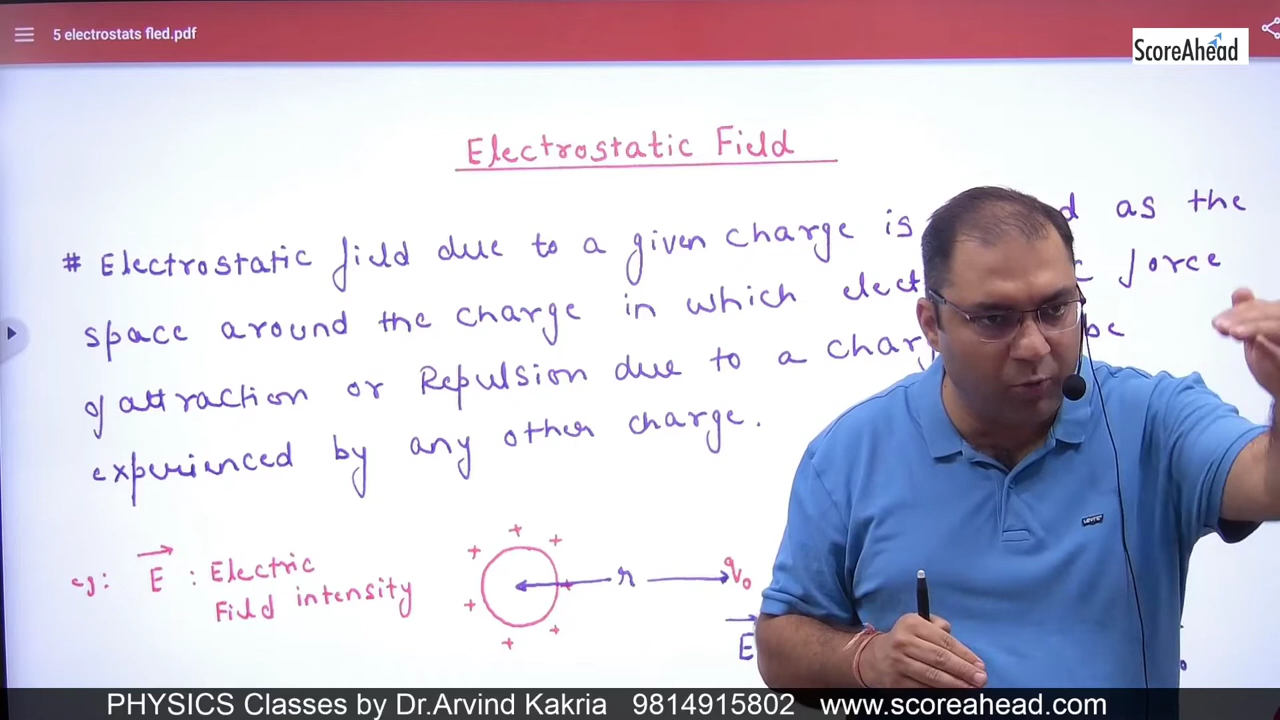 5 electrostats fled.pdf
ScoreAhead
Electrostatic Field
# Electrostatic field due to a given charge is as the
space around the charge in which force
of attraction or Repulsion due to a be
experienced by any other charge.
eg: E : Electric
Field intensity
+ + + + + + + +
r
q₀
E
LEVI'S
PHYSICS Classes by Dr.Arvind Kakria 9814915802 www.scoreahead.com